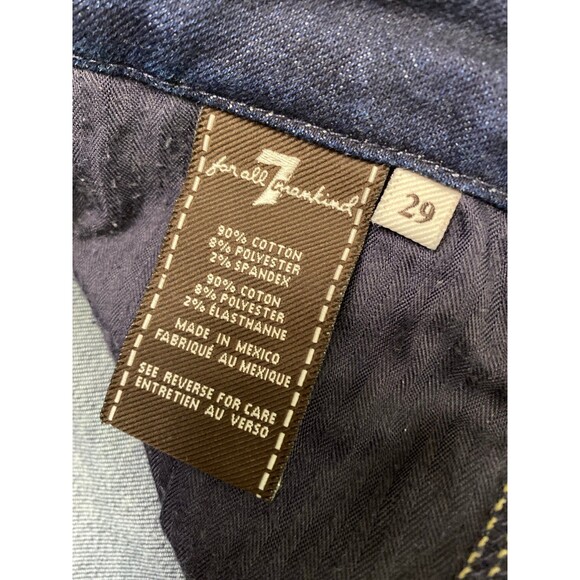 7
for all mankind
29
90% COTTON
8% POLYESTER
2% SPANDEX
90% COTON
8% POLYESTER
2% ÉLASTHANNE
MADE IN MEXICO
FABRIQUÉ AU MEXIQUE
SEE REVERSE FOR CARE
ENTRETIEN AU VERSO